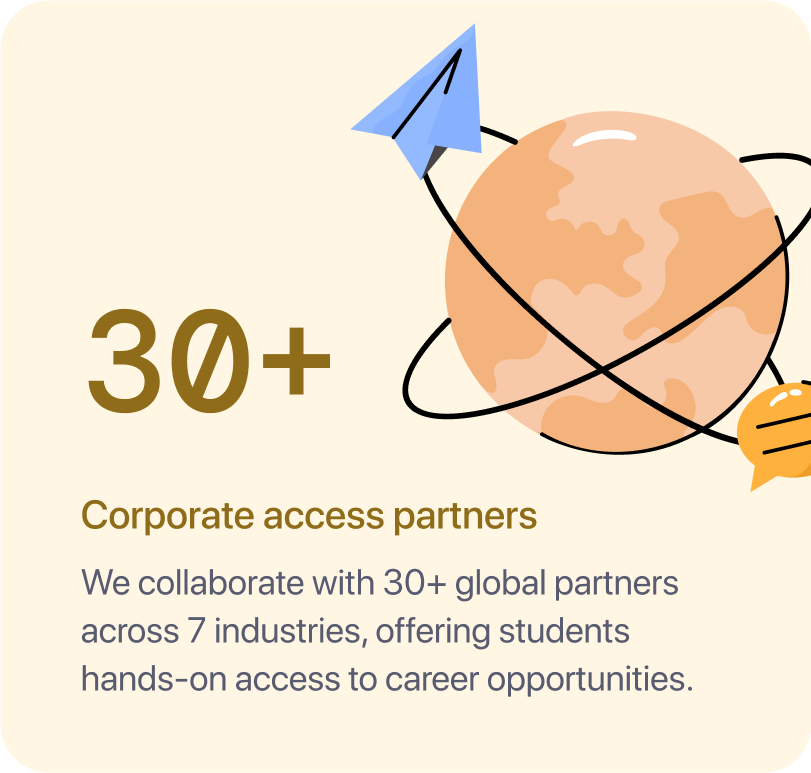 30+
Corporate access partners
We collaborate with 30+ global partners
across 7 industries, offering students
hands-on access to career opportunities.